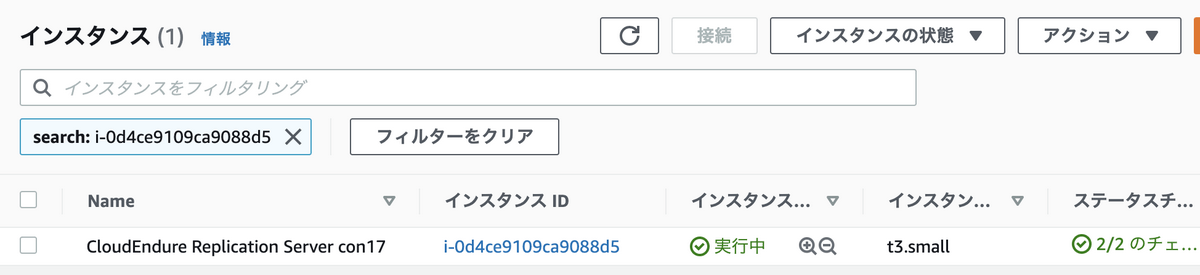 インスタンス (1) 情報 接続 インスタンスの状態 ▼ アクション ▼
インスタンスをフィルタリング
search: i-0d4ce9109ca9088d5 フィルターをクリア
Name インスタンス ID インスタンス... インスタン... ステータスチ...
CloudEndure Replication Server con17 i-0d4ce9109ca9088d5 実行中 t3.small 2/2 のチェ...